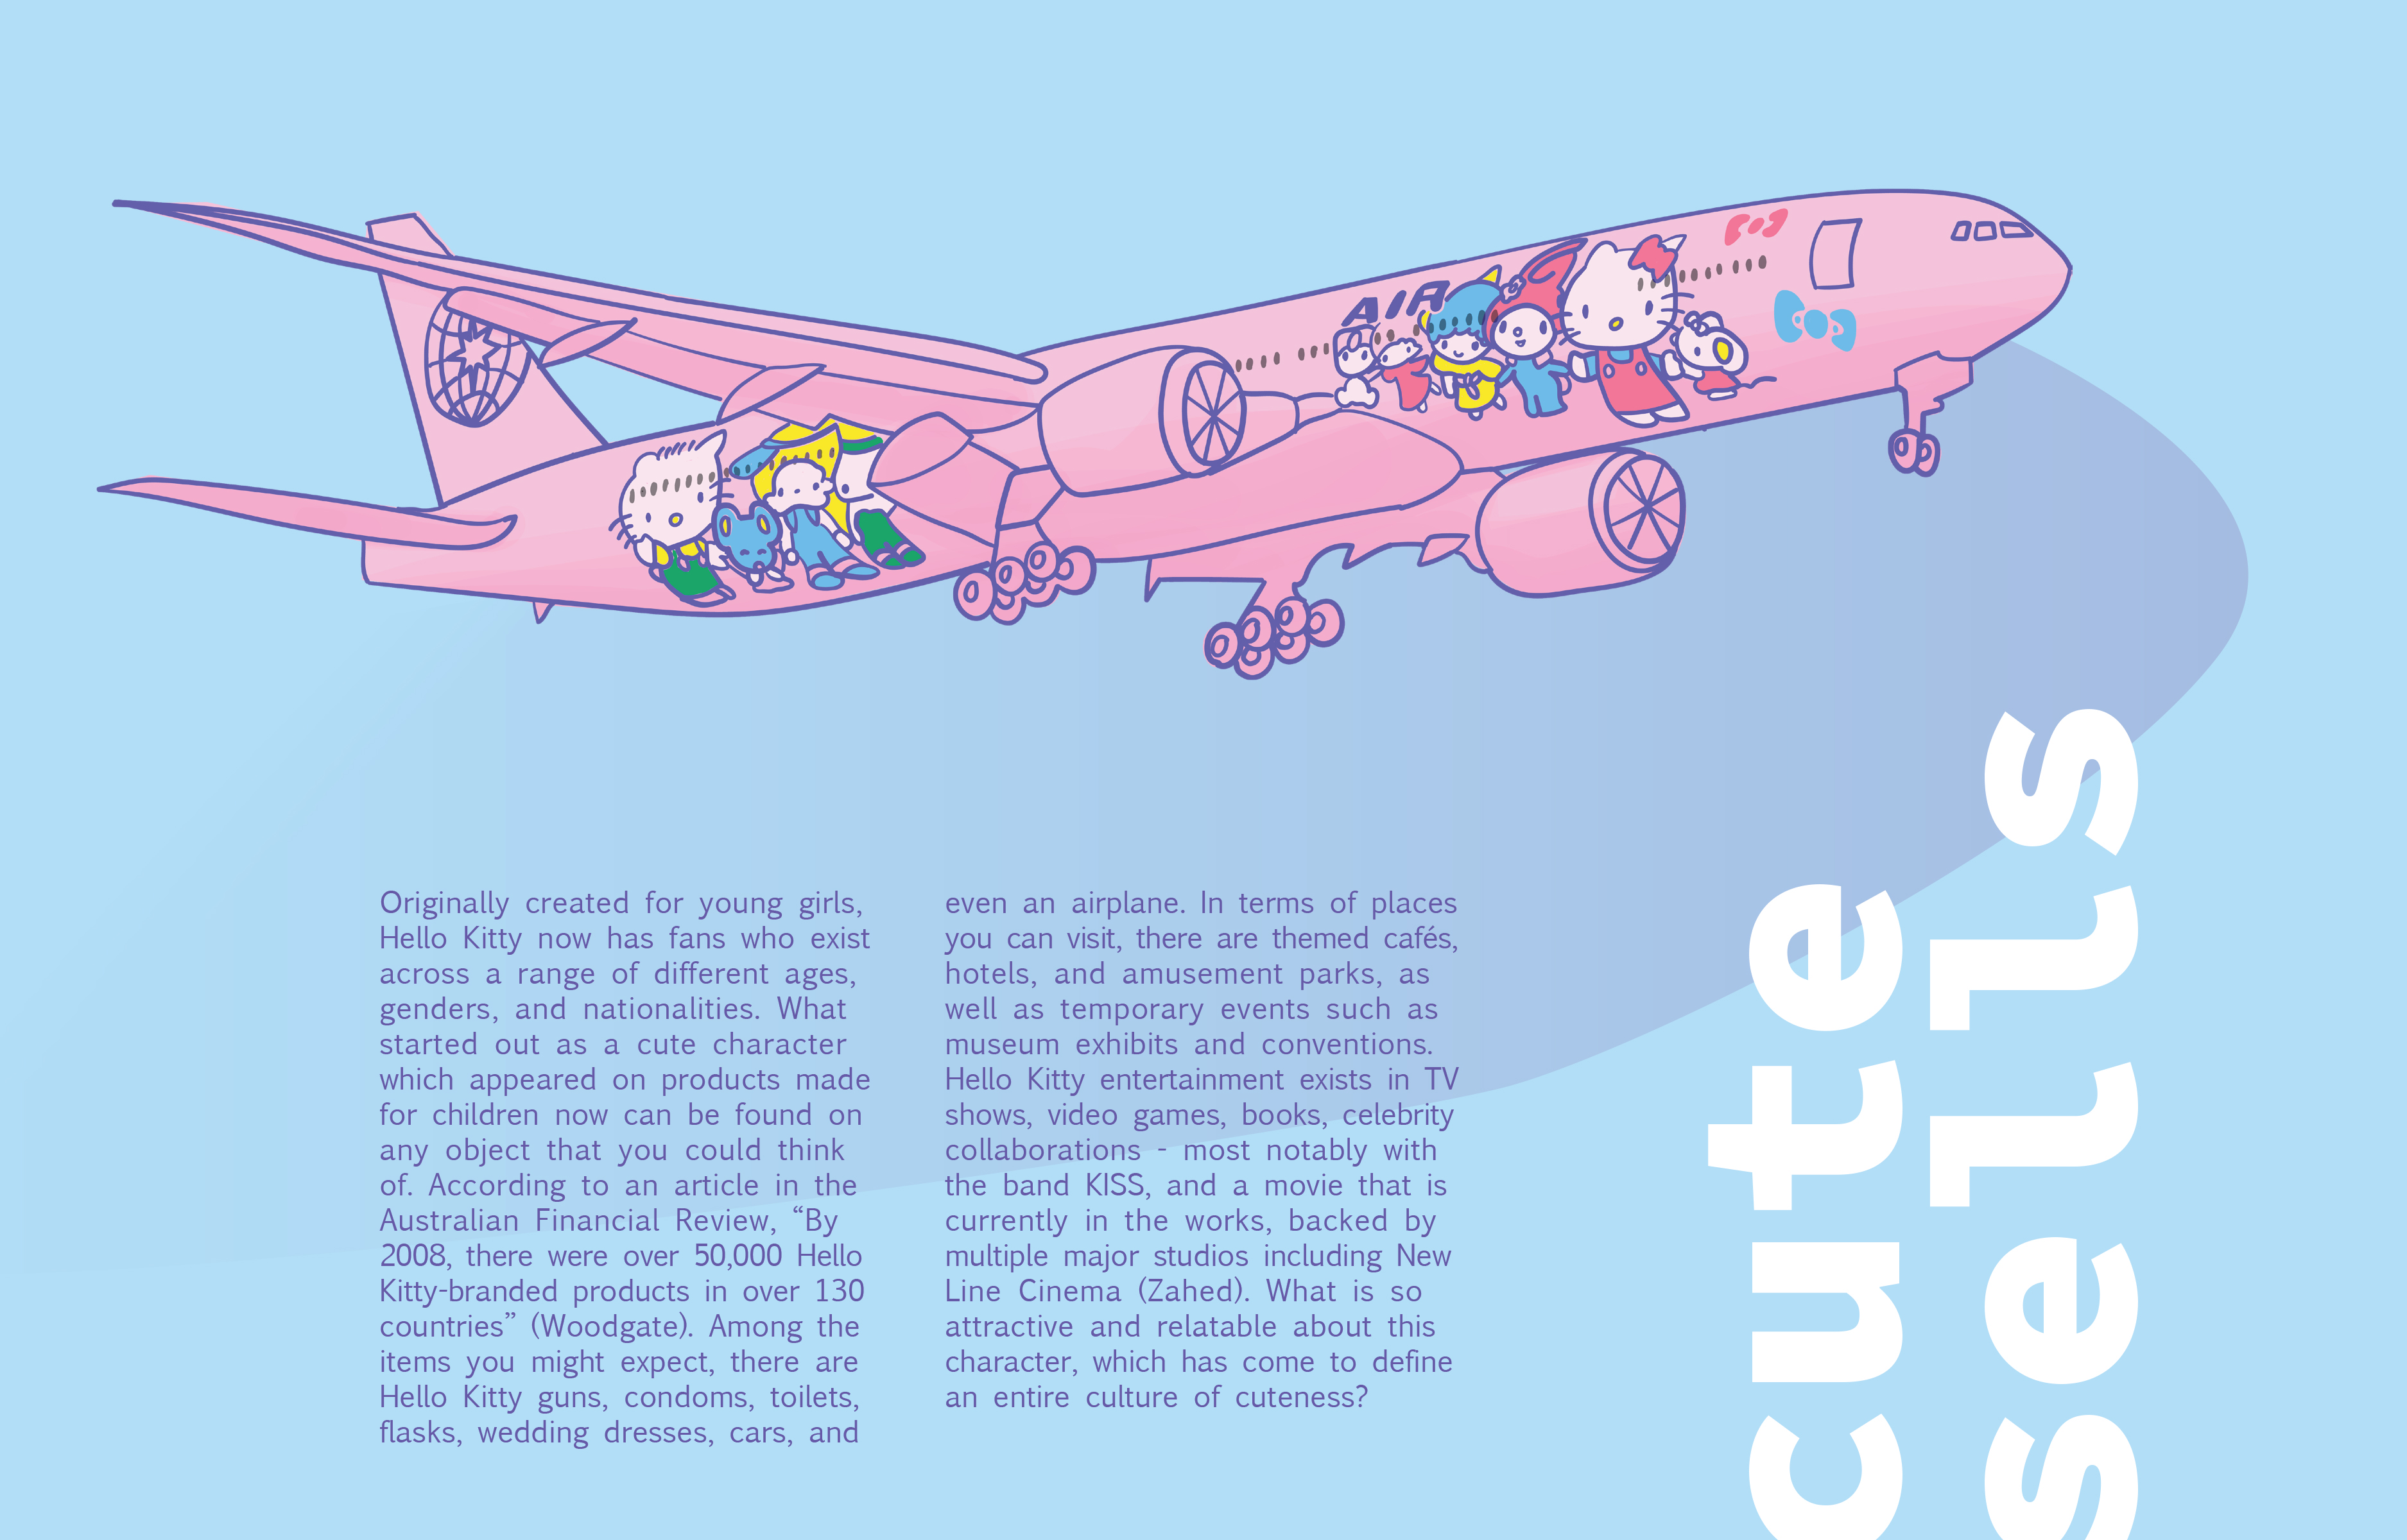 AIR
Originally created for young girls,
Hello Kitty now has fans who exist
across a range of different ages,
genders, and nationalities. What
started out as a cute character
which appeared on products made
for children now can be found on
any object that you could think
of. According to an article in the
Australian Financial Review, “By
2008, there were over 50,000 Hello
Kitty-branded products in over 130
countries” (Woodgate). Among the
items you might expect, there are
Hello Kitty guns, condoms, toilets,
flasks, wedding dresses, cars, and
even an airplane. In terms of places
you can visit, there are themed cafés,
hotels, and amusement parks, as
well as temporary events such as
museum exhibits and conventions.
Hello Kitty entertainment exists in TV
shows, video games, books, celebrity
collaborations - most notably with
the band KISS, and a movie that is
currently in the works, backed by
multiple major studios including New
Line Cinema (Zahed). What is so
attractive and relatable about this
character, which has come to define
an entire culture of cuteness?
cute
sells